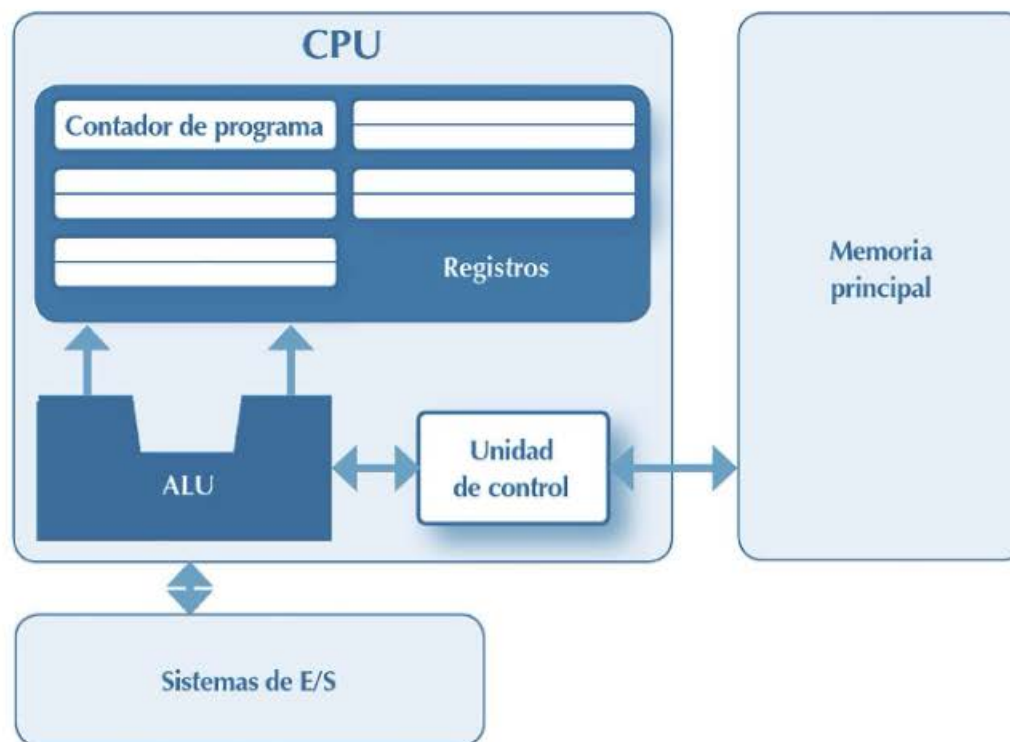 CPU
Contador de programa
Registros
Memoria
principal
ALU
Unidad
de control
Sistemas de E/S